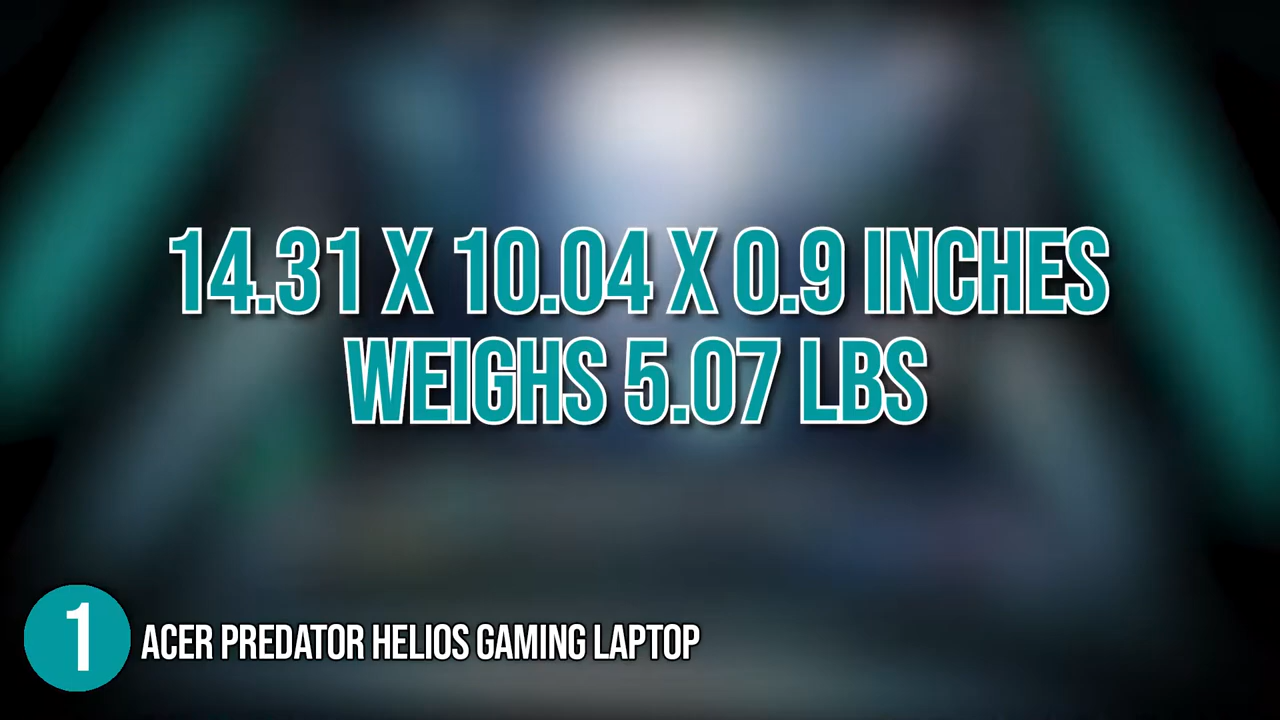 14.31 X 10.04 X 0.9 INCHES
WEIGHS 5.07 LBS
1 ACER PREDATOR HELIOS GAMING LAPTOP